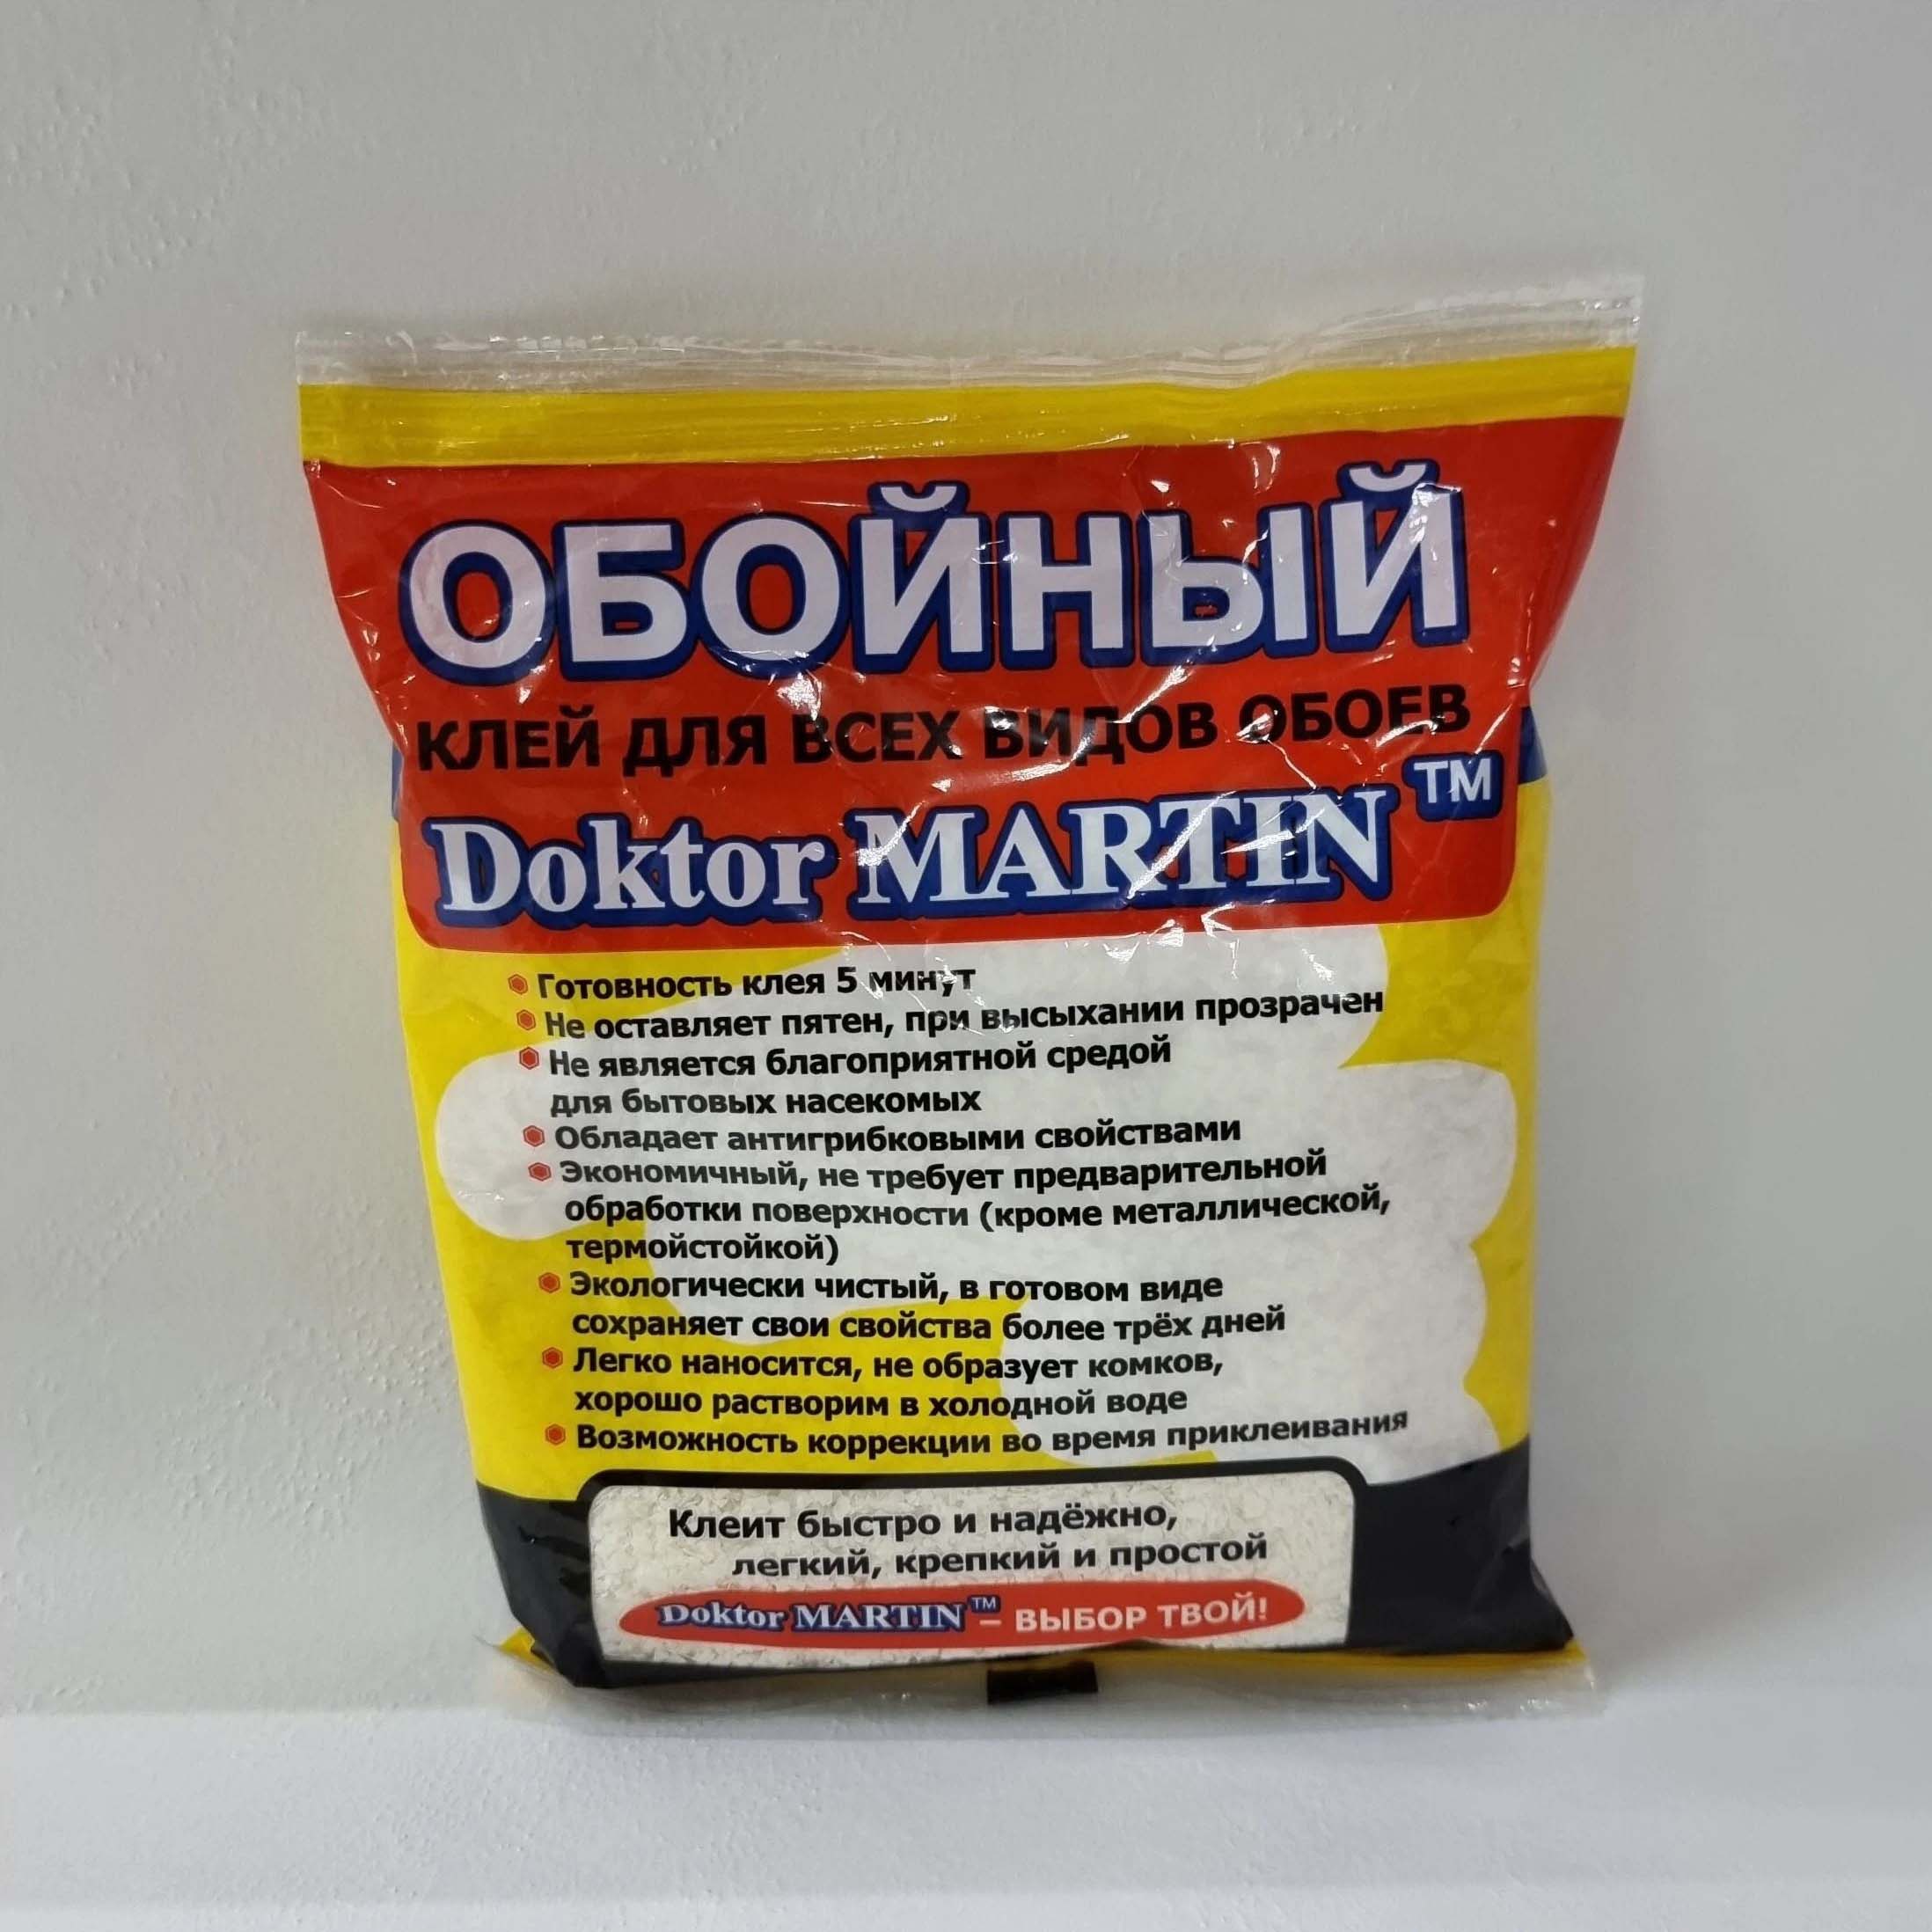 ОБОЙНЫЙ
КЛЕЙ ДЛЯ ВСЕХ ВИДОВ ОБОЕВ
Doktor MARTIN™
Готовность клея 5 минут
Не оставляет пятен, при высыхании прозрачен
Не является благоприятной средой
для бытовых насекомых
Обладает антигрибковыми свойствами
Экономичный, не требует предварительной
обработки поверхности (кроме металлической,
термойстойкой)
Экологически чистый, в готовом виде
сохраняет свои свойства более трёх дней
Легко наносится, не образует комков,
хорошо растворим в холодной воде
Возможность коррекции во время приклеивания
Клеит быстро и надёжно,
легкий, крепкий и простой
Doktor MARTIN™ – ВЫБОР ТВОЙ!